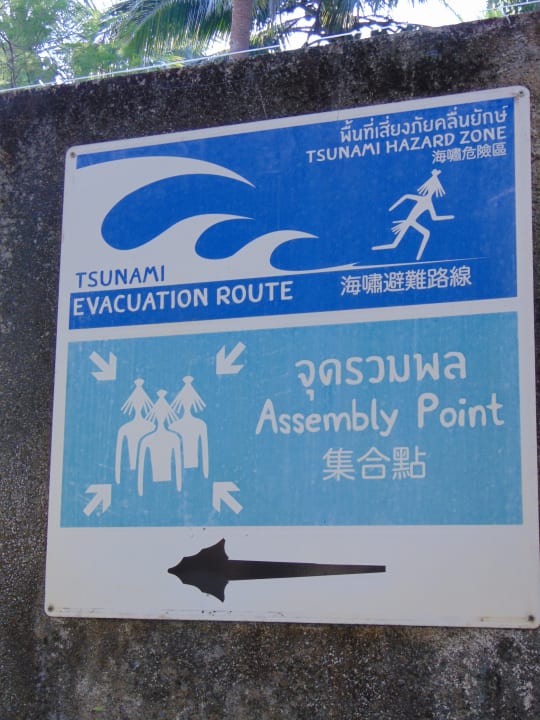 พื้นที่เสี่ยงภัยคลื่นยักษ์
TSUNAMI HAZARD ZONE
海嘯危險區
TSUNAMI
EVACUATION ROUTE
海嘯避難路線
จุดรวมพล
Assembly Point
集合點